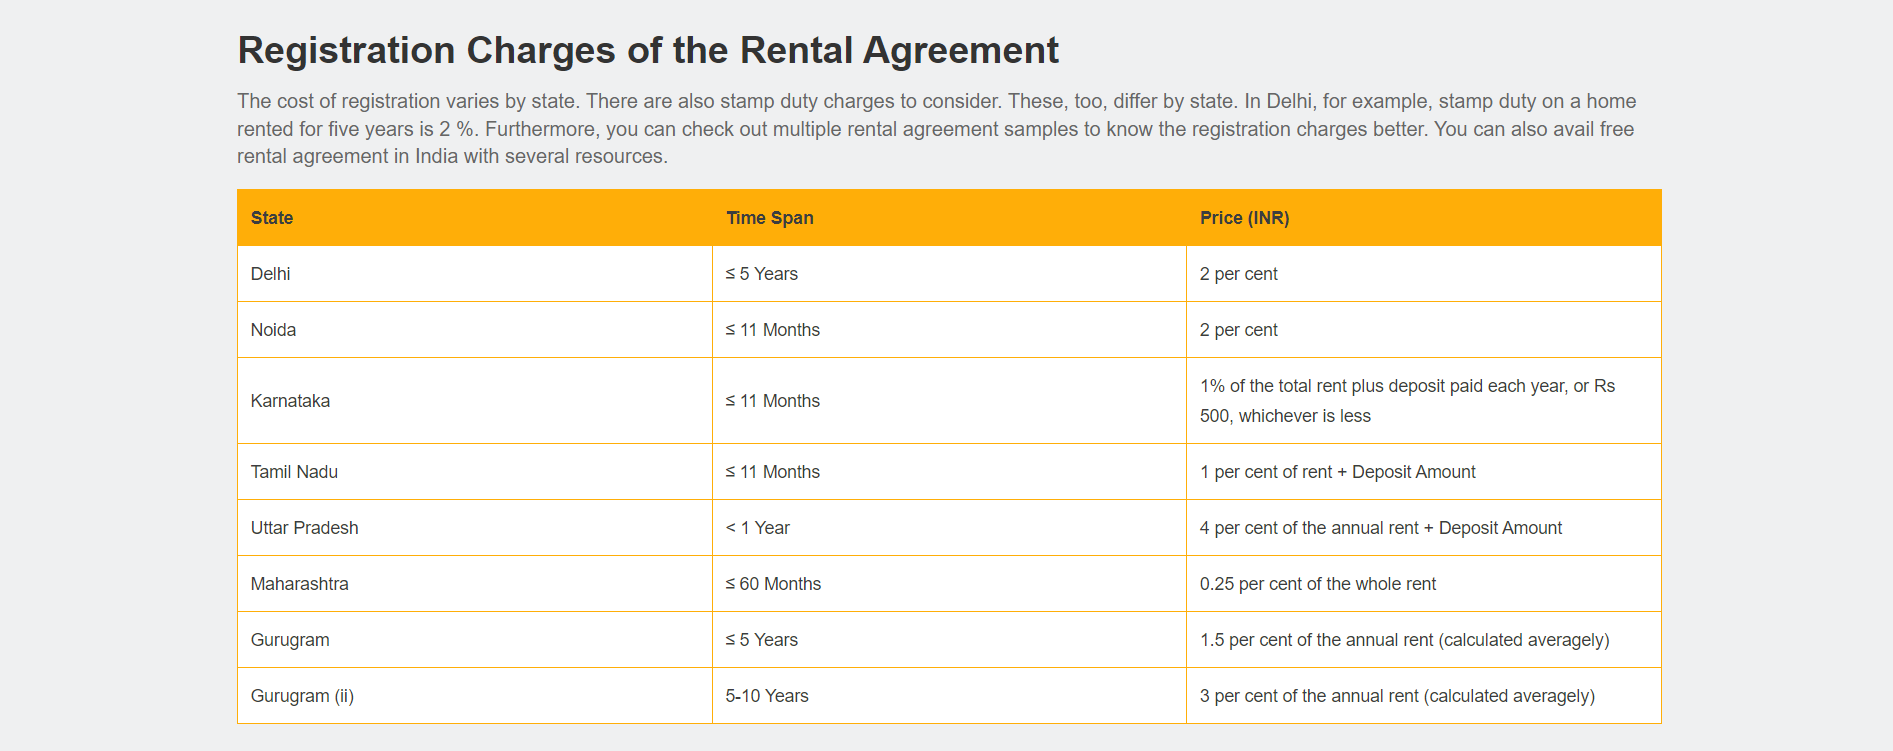 Registration Charges of the Rental Agreement
The cost of registration varies by state. There are also stamp duty charges to consider. These, too, differ by state. In Delhi, for example, stamp duty on a home
rented for five years is 2 %. Furthermore, you can check out multiple rental agreement samples to know the registration charges better. You can also avail free
rental agreement in India with several resources.
State Time Span Price (INR)
Delhi ≤ 5 Years 2 per cent
Noida ≤ 11 Months 2 per cent
Karnataka ≤ 11 Months 1% of the total rent plus deposit paid each year, or Rs
500, whichever is less
Tamil Nadu ≤ 11 Months 1 per cent of rent + Deposit Amount
Uttar Pradesh < 1 Year 4 per cent of the annual rent + Deposit Amount
Maharashtra ≤ 60 Months 0.25 per cent of the whole rent
Gurugram ≤ 5 Years 1.5 per cent of the annual rent (calculated averagely)
Gurugram (ii) 5-10 Years 3 per cent of the annual rent (calculated averagely)